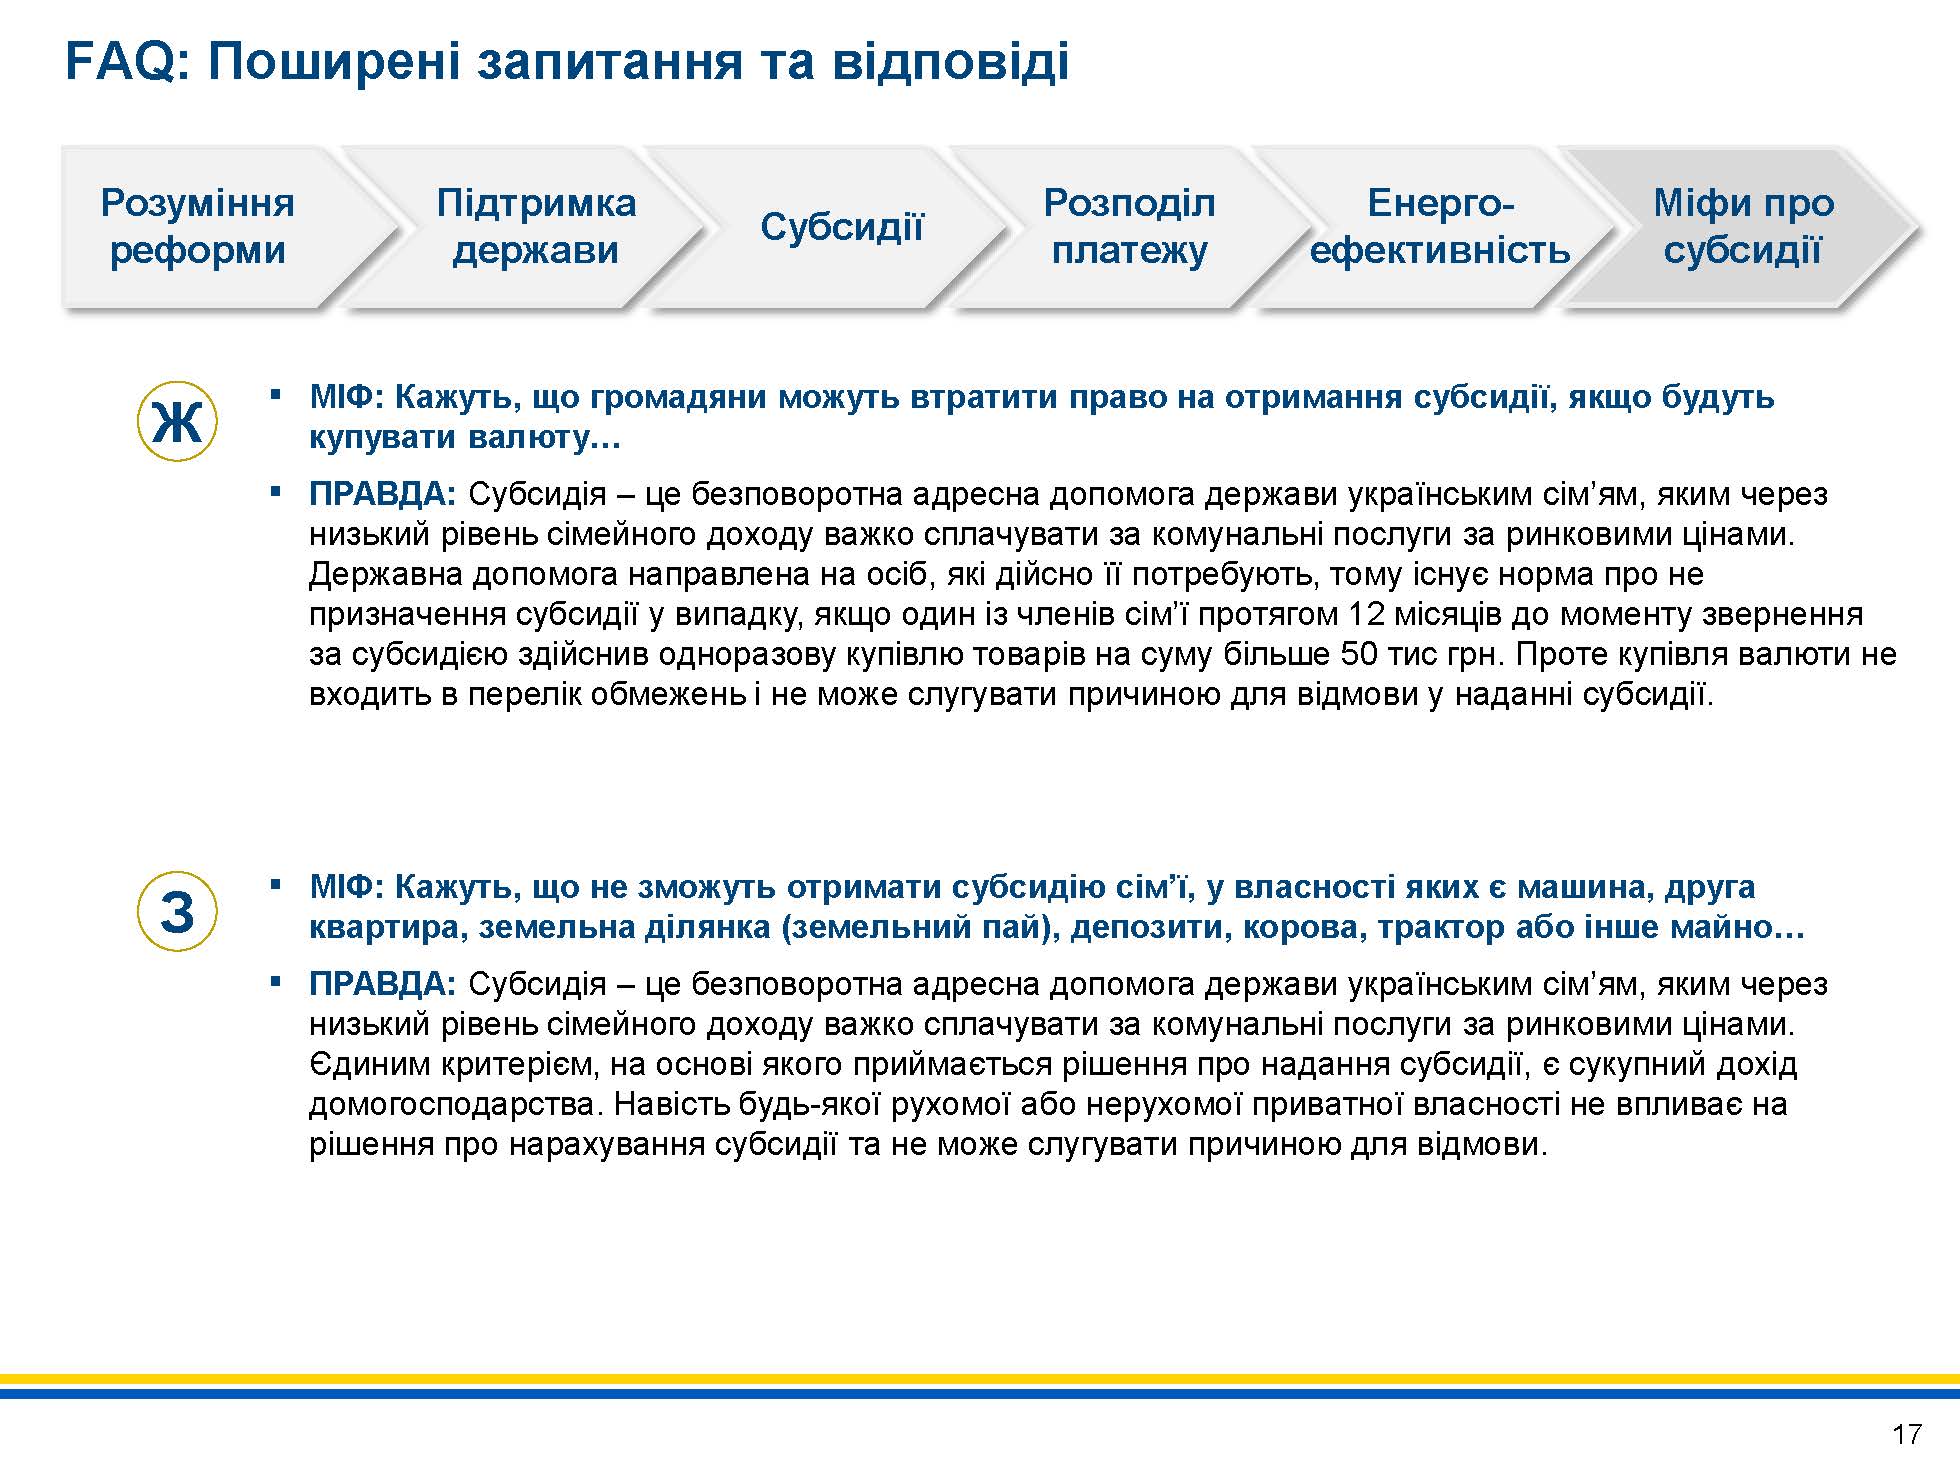 FAQ: Поширені запитання та відповіді
Розуміння
реформи
Підтримка
держави
Субсидії
Розподіл
платежу
Енерго-
ефективність
Міфи про
субсидії
Ж
▪ МІФ: Кажуть, що громадяни можуть втратити право на отримання субсидії, якщо будуть
купувати валюту…
▪ ПРАВДА: Субсидія – це безповоротна адресна допомога держави українським сім’ям, яким через
низький рівень сімейного доходу важко сплачувати за комунальні послуги за ринковими цінами.
Державна допомога направлена на осіб, які дійсно її потребують, тому існує норма про не
призначення субсидії у випадку, якщо один із членів сім’ї протягом 12 місяців до моменту звернення
за субсидією здійснив одноразову купівлю товарів на суму більше 50 тис грн. Проте купівля валюти не
входить в перелік обмежень і не може слугувати причиною для відмови у наданні субсидії.
З
▪ МІФ: Кажуть, що не зможуть отримати субсидію сім’ї, у власності яких є машина, друга
квартира, земельна ділянка (земельний пай), депозити, корова, трактор або інше майно…
▪ ПРАВДА: Субсидія – це безповоротна адресна допомога держави українським сім’ям, яким через
низький рівень сімейного доходу важко сплачувати за комунальні послуги за ринковими цінами.
Єдиним критерієм, на основі якого приймається рішення про надання субсидії, є сукупний дохід
домогосподарства. Навість будь-якої рухомої або нерухомої приватної власності не впливає на
рішення про нарахування субсидії та не може слугувати причиною для відмови.
17